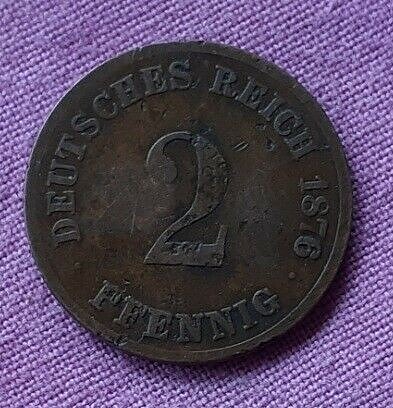 DEUTSCHES REICH 1876
2
PFENNIG